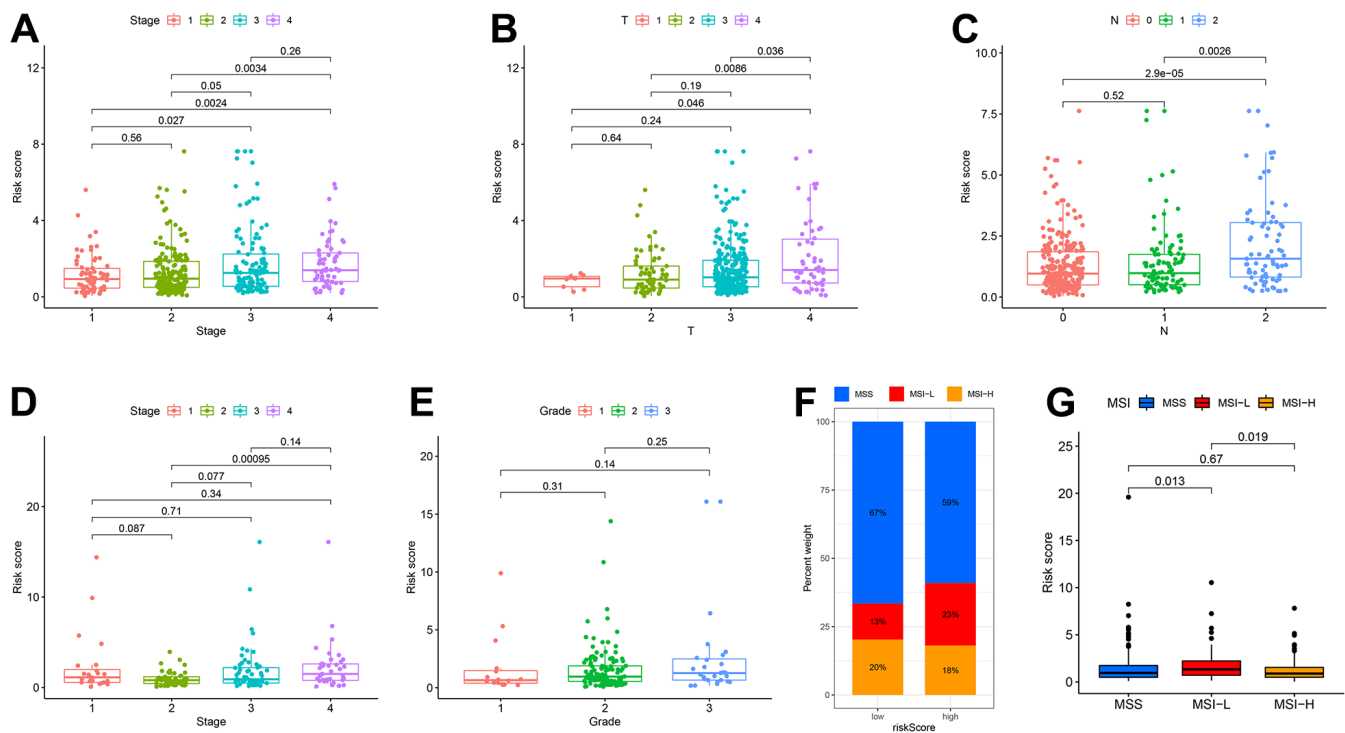 A
Stage 1 2 3 4
0.26
0.0034
0.05
0.0024
0.027
0.56
12
8
4
0
Risk score
1 2 3 4
Stage
B
T 1 2 3 4
0.036
0.0086
0.19
0.046
0.24
0.64
12
8
4
0
Risk score
1 2 3 4
T
C
N 0 1 2
0.0026
2.9e−05
0.52
10.0
7.5
5.0
2.5
0.0
Risk score
0 1 2
N
D
Stage 1 2 3 4
0.14
0.00095
0.077
0.34
0.71
0.087
20
10
0
Risk score
1 2 3 4
Stage
E
Grade 1 2 3
0.25
0.14
0.31
20
15
10
5
0
Risk score
1 2 3
Grade
F
MSS MSI−L MSI−H
100
75
50
25
0
Percent weight
67%
13%
20%
59%
23%
18%
low high
riskScore
G
MSI MSS MSI−L MSI−H
0.019
0.67
0.013
25
20
15
10
5
0
Risk score
MSS MSI−L MSI−H